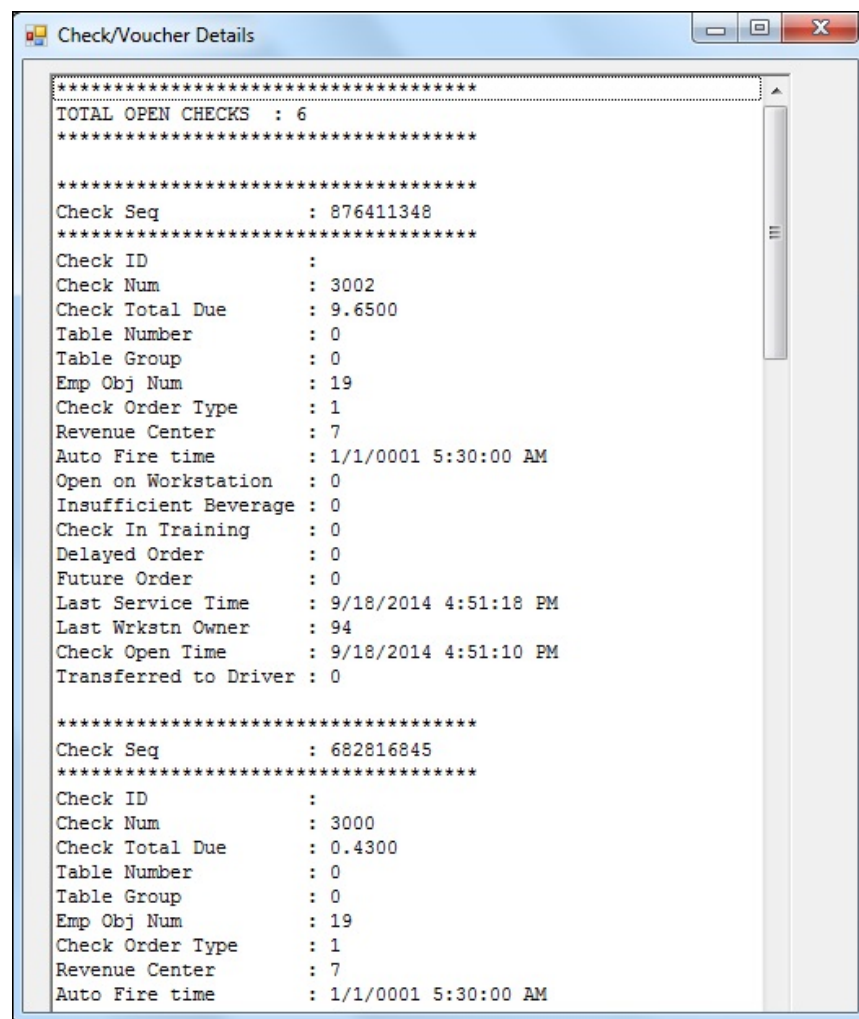 Check/Voucher Details
*************************************
TOTAL OPEN CHECKS  : 6
*************************************
*************************************
Check Seq            : 876411348
*************************************
Check ID             :
Check Num            : 3002
Check Total Due      : 9.6500
Table Number         : 0
Table Group          : 0
Emp Obj Num          : 19
Check Order Type     : 1
Revenue Center       : 7
Auto Fire time       : 1/1/0001 5:30:00 AM
Open on Workstation  : 0
Insufficient Beverage : 0
Check In Training    : 0
Delayed Order        : 0
Future Order         : 0
Last Service Time    : 9/18/2014 4:51:18 PM
Last Wrkstn Owner    : 94
Check Open Time      : 9/18/2014 4:51:10 PM
Transferred to Driver : 0
*************************************
Check Seq            : 682816845
*************************************
Check ID             :
Check Num            : 3000
Check Total Due      : 0.4300
Table Number         : 0
Table Group          : 0
Emp Obj Num          : 19
Check Order Type     : 1
Revenue Center       : 7
Auto Fire time       : 1/1/0001 5:30:00 AM